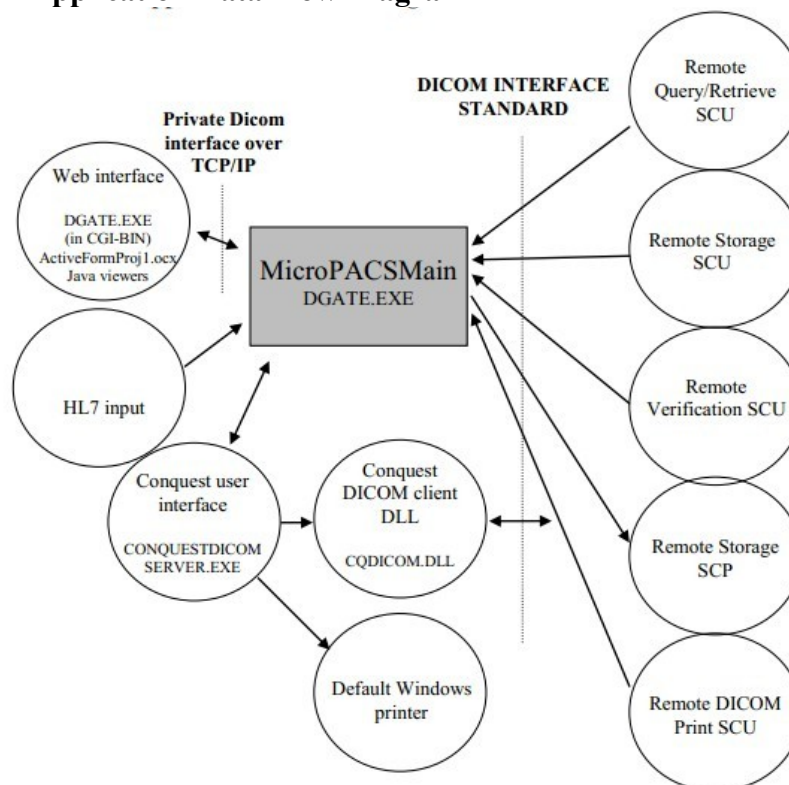 DICOM INTERFACE
STANDARD
Private Dicom
interface over
TCP/IP
Web interface
DGATE.EXE
(in CGI-BIN)
ActiveFormProj1.ocx
Java viewers
MicroPACSMain
DGATE.EXE
HL7 input
Conquest user
interface
CONQUESTDICOM
SERVER.EXE
Conquest
DICOM client
DLL
CQDICOM.DLL
Default Windows
printer
Remote
Query/Retrieve
SCU
Remote Storage
SCU
Remote
Verification SCU
Remote Storage
SCP
Remote DICOM
Print SCU